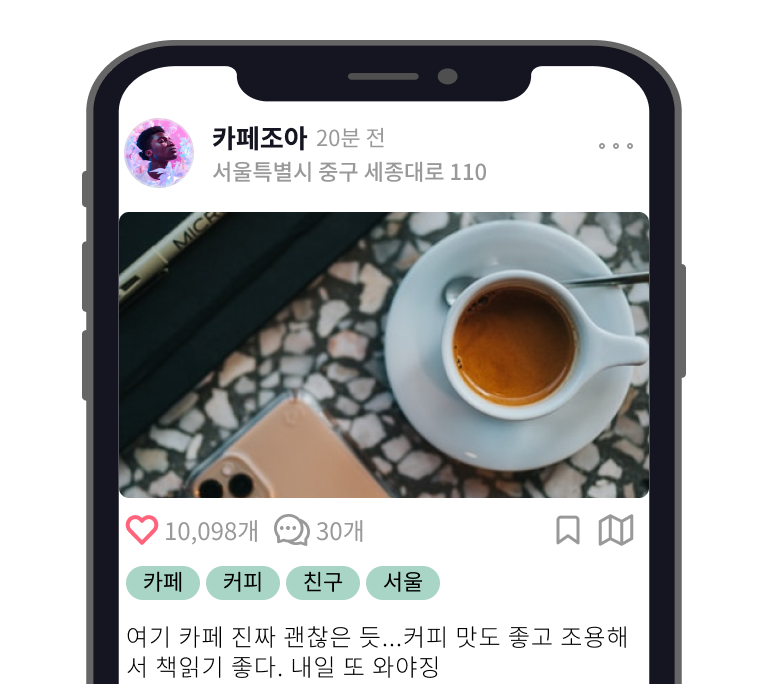 카페조아 20분 전
서울특별시 중구 세종대로 110
MICR
10,098개 30개
카페 커피 친구 서울
여기 카페 진짜 괜찮은 듯...커피 맛도 좋고 조용해
서 책읽기 좋다. 내일 또 와야징